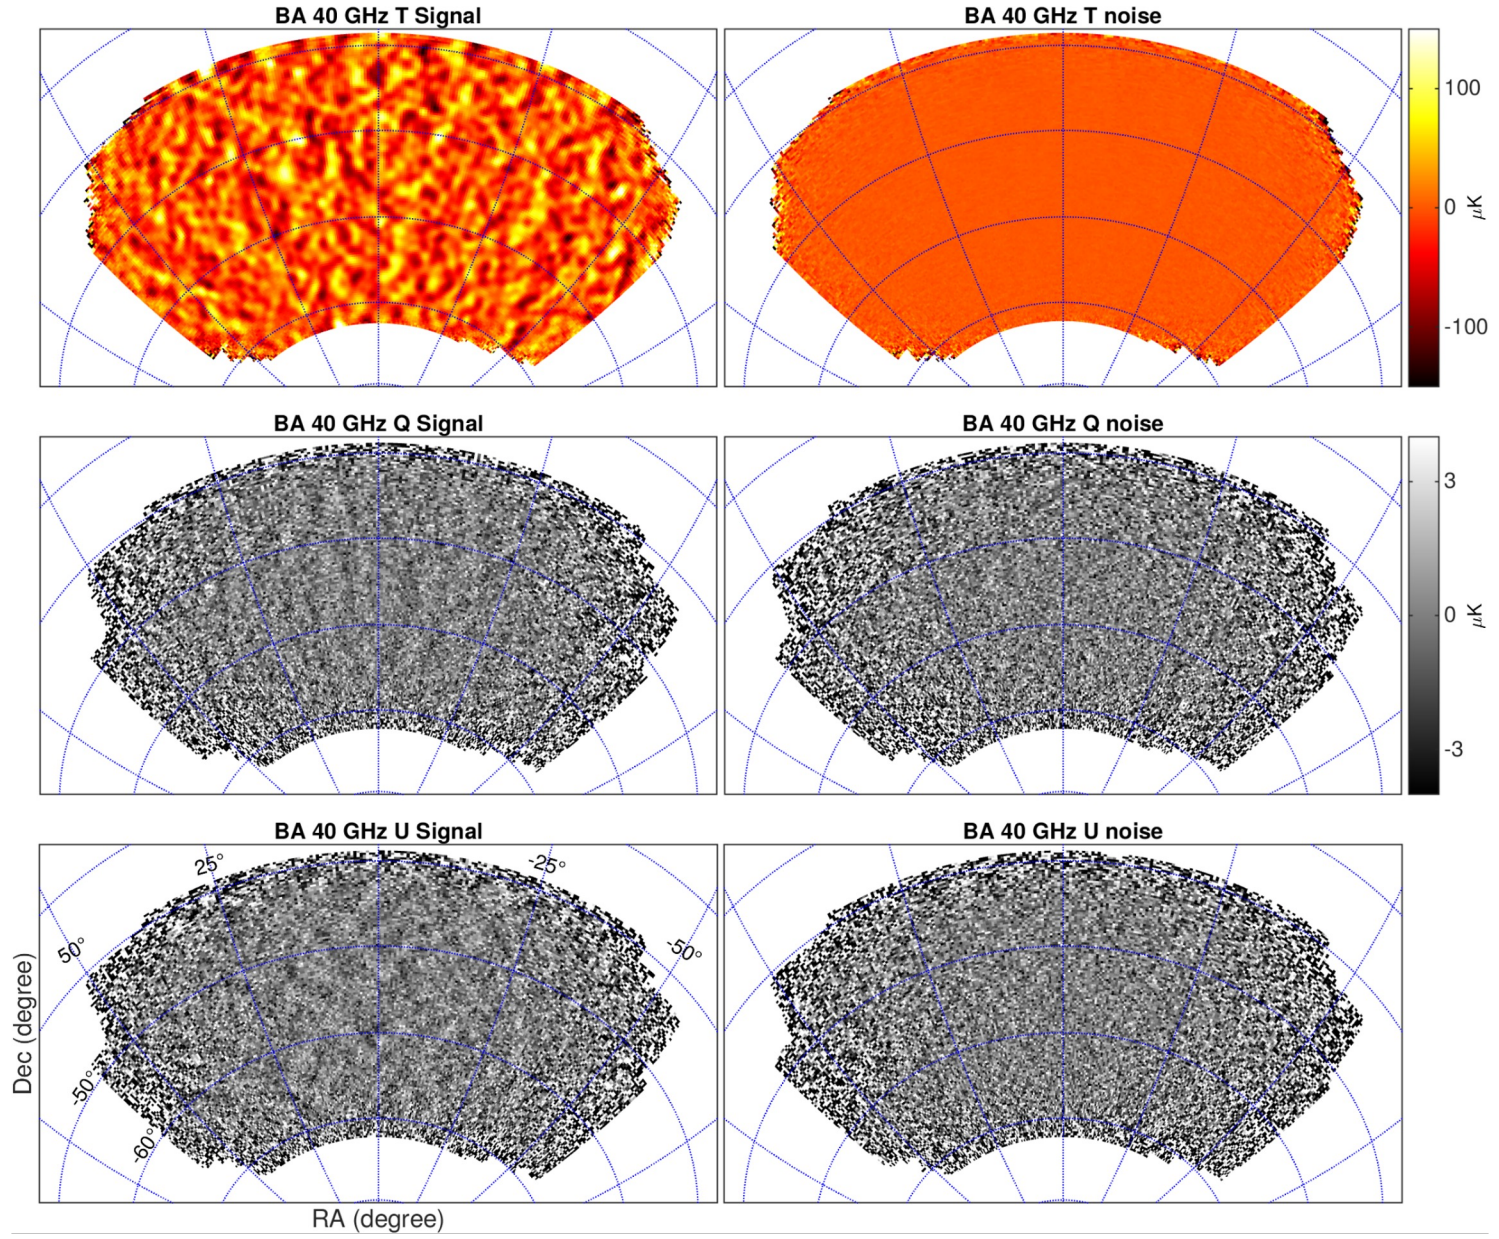 BA 40 GHz T Signal
BA 40 GHz T noise
100
0
-100
μK
BA 40 GHz Q Signal
BA 40 GHz Q noise
3
0
-3
μK
BA 40 GHz U Signal
BA 40 GHz U noise
25°
-25°
50°
-50°
-50°
-60°
Dec (degree)
RA (degree)